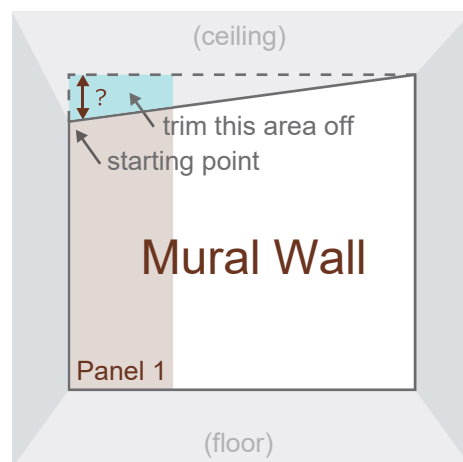 (ceiling)
?
trim this area off
starting point
Mural Wall
Panel 1
(floor)